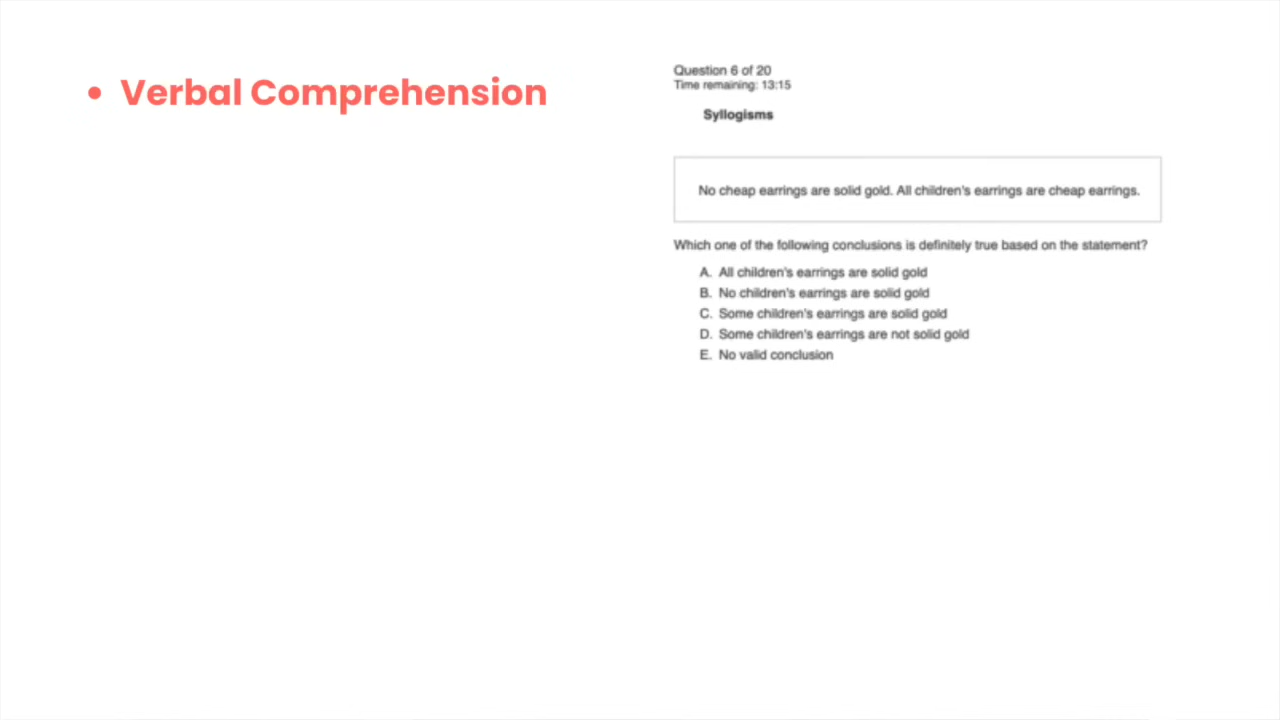 • Verbal Comprehension
Question 6 of 20
Time remaining: 13:15
Syllogisms
No cheap earrings are solid gold. All children's earrings are cheap earrings.
Which one of the following conclusions is definitely true based on the statement?
A. All children's earrings are solid gold
B. No children's earrings are solid gold
C. Some children's earrings are solid gold
D. Some children's earrings are not solid gold
E. No valid conclusion